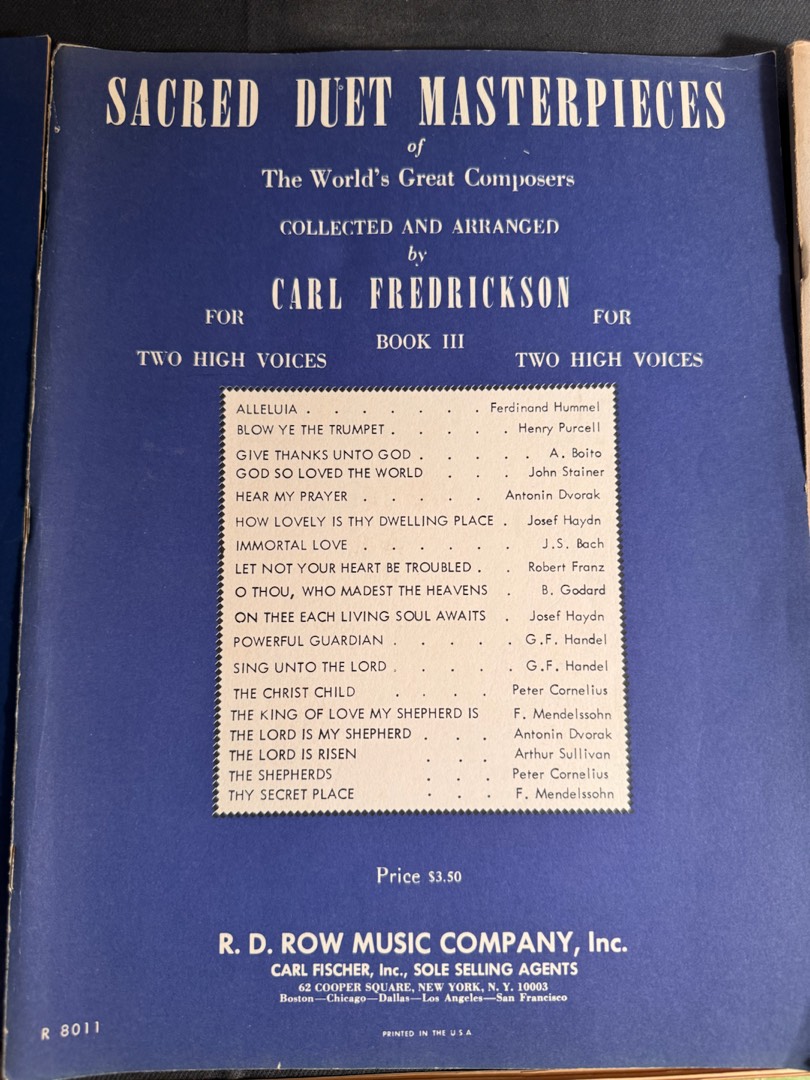 SACRED DUET MASTERPIECES
of
The World's Great Composers
COLLECTED AND ARRANGED
by
CARL FREDRICKSON
FOR FOR
BOOK III
TWO HIGH VOICES TWO HIGH VOICES
ALLELUIA . . . . . . . Ferdinand Hummel
BLOW YE THE TRUMPET . . . . . Henry Purcell
GIVE THANKS UNTO GOD . . . . . A. Boito
GOD SO LOVED THE WORLD . . . John Stainer
HEAR MY PRAYER . . . . . Antonin Dvorak
HOW LOVELY IS THY DWELLING PLACE . Josef Haydn
IMMORTAL LOVE . . . . . . J.S. Bach
LET NOT YOUR HEART BE TROUBLED . . Robert Franz
O THOU, WHO MADEST THE HEAVENS . B. Godard
ON THEE EACH LIVING SOUL AWAITS . Josef Haydn
POWERFUL GUARDIAN . . . . . G.F. Handel
SING UNTO THE LORD . . . . . G.F. Handel
THE CHRIST CHILD . . . . Peter Cornelius
THE KING OF LOVE MY SHEPHERD IS F. Mendelssohn
THE LORD IS MY SHEPHERD . . . Antonin Dvorak
THE LORD IS RISEN . . . Arthur Sullivan
THE SHEPHERDS . . . Peter Cornelius
THY SECRET PLACE . . . F. Mendelssohn
Price $3.50
R. D. ROW MUSIC COMPANY, Inc.
CARL FISCHER, Inc., SOLE SELLING AGENTS
62 COOPER SQUARE, NEW YORK, N. Y. 10003
Boston—Chicago—Dallas—Los Angeles—San Francisco
R 8011
PRINTED IN THE U.S.A.